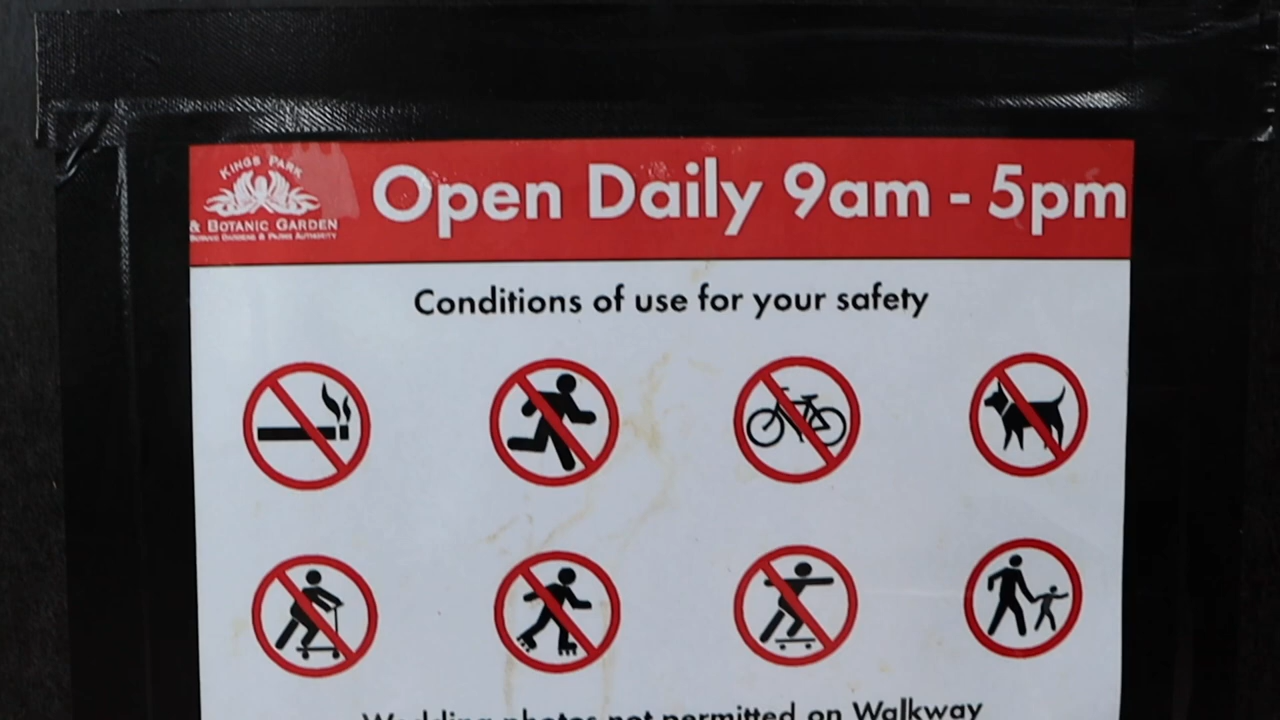 KINGS PARK
& BOTANIC GARDEN
BOTANIC GARDENS & PARKS AUTHORITY
Open Daily 9am - 5pm
Conditions of use for your safety
Wedding photos not permitted on Walkway